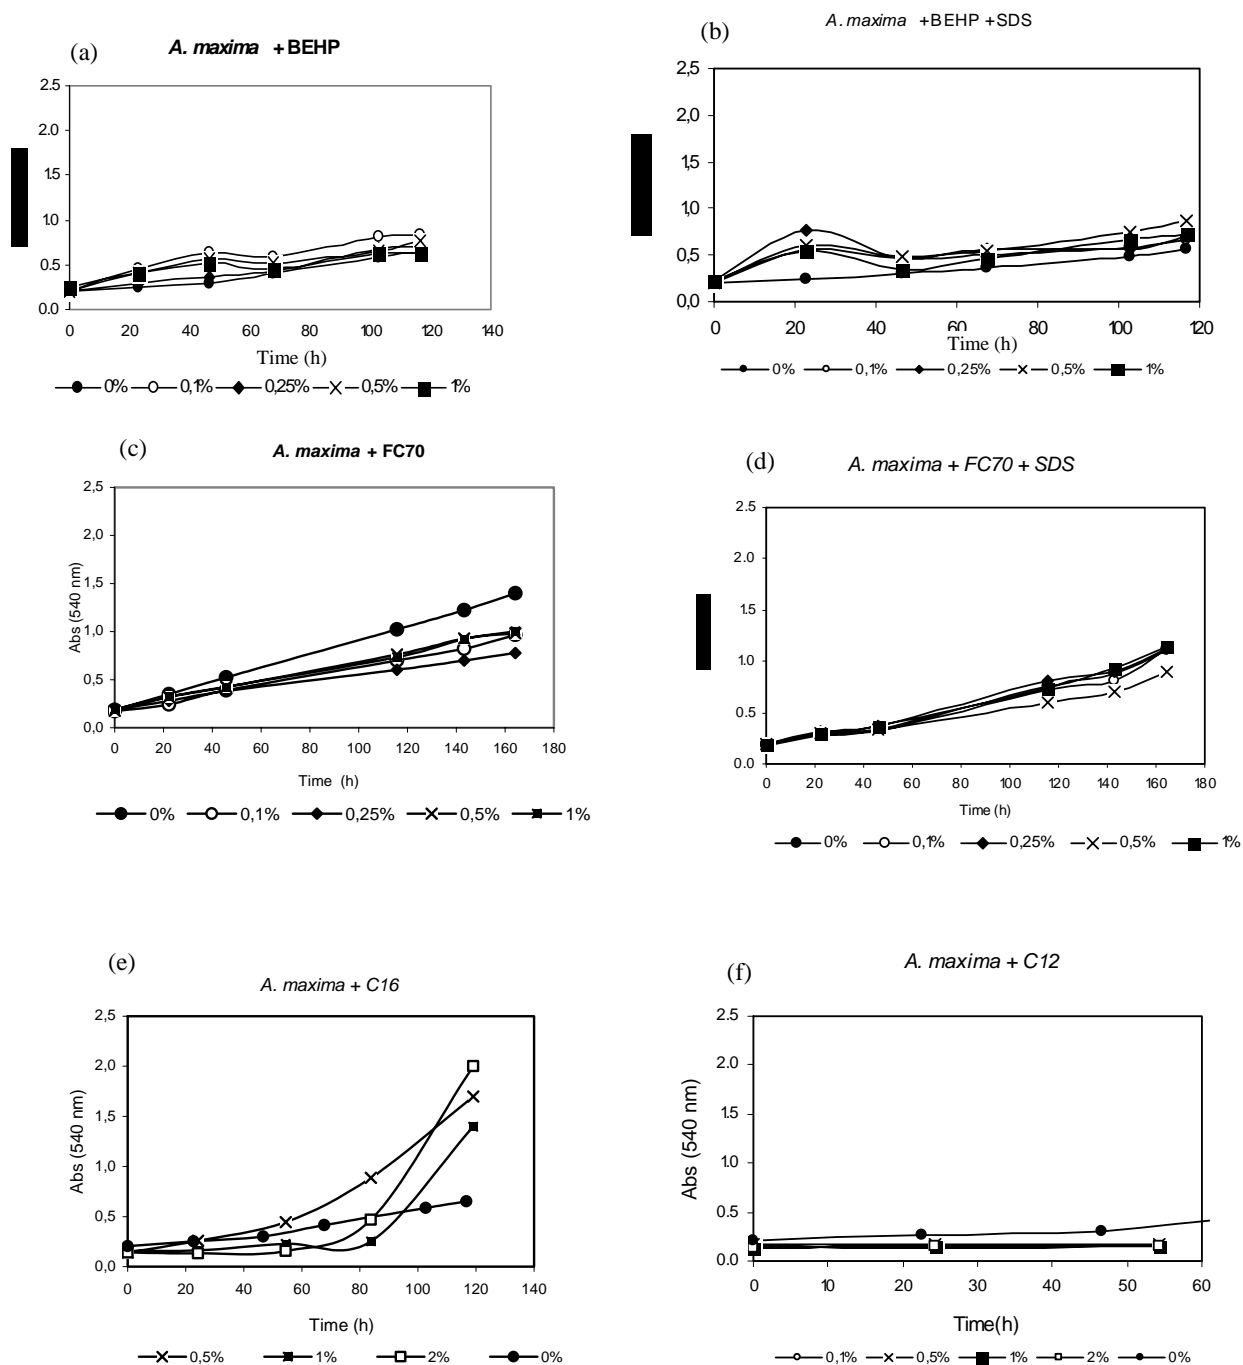 (a)
A. maxima + BEHP
2,5
2.0
1.5
1.0
0.5
0.0
0 20 40 60 80 100 120 140
Time (h)
0% 0,1% 0,25% 0,5% 1%
(b)
A. maxima +BEHP +SDS
2,5
2,0
1,5
1,0
0,5
0,0
0 20 40 60 80 100 120
Time (h)
0% 0,1% 0,25% 0,5% 1%
(c)
A. maxima + FC70
Abs (540 nm)
2,5
2,0
1,5
1,0
0,5
0,0
0 20 40 60 80 100 120 140 160 180
Time (h)
0% 0,1% 0,25% 0,5% 1%
(d)
A. maxima + FC70 + SDS
2.5
2.0
1.5
1.0
0.5
0.0
0 20 40 60 80 100 120 140 160 180
Time (h)
0% 0,1% 0,25% 0,5% 1%
(e)
A. maxima + C16
Abs (540 nm)
2,5
2,0
1,5
1,0
0,5
0,0
0 20 40 60 80 100 120 140
Time (h)
0,5% 1% 2% 0%
(f)
A. maxima + C12
Abs (540 nm)
2,5
2,0
1,5
1,0
0,5
0,0
0 10 20 30 40 50 60
Time(h)
0,1% 0,5% 1% 2% 0%